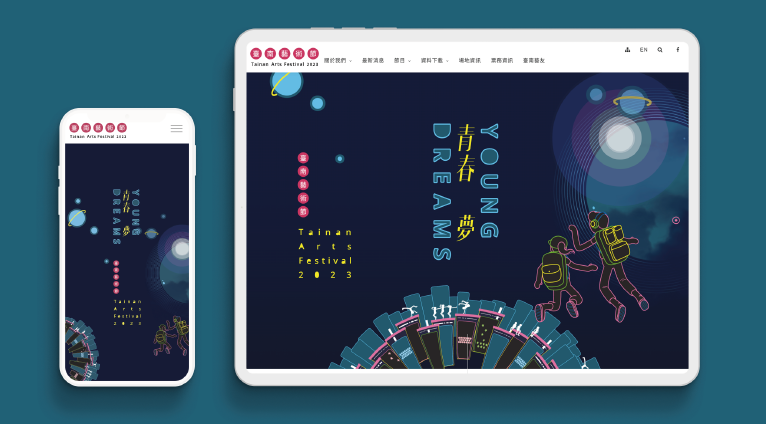 臺南藝術節
Tainan Arts Festival 2023
YOUNG
青春夢
DREAMS
臺南藝術節
Tainan
Arts
Festival
2023
臺南藝術節
Tainan Arts Festival 2023
關於我們 最新消息 節目 資料下載 場地資訊 票務資訊 臺南藝友
EN
YOUNG
青春夢
DREAMS
臺南藝術節
Tainan
Arts
Festival
2023